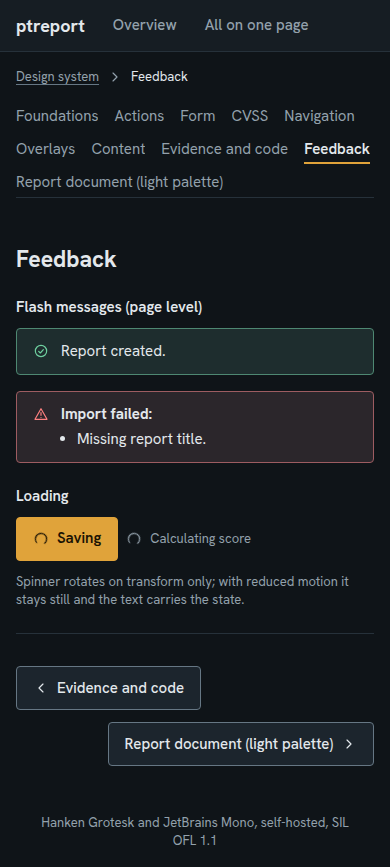 ptreport Overview All on one page
Design system Feedback
Foundations Actions Form CVSS Navigation
Overlays Content Evidence and code Feedback
Report document (light palette)
Feedback
Flash messages (page level)
Report created.
Import failed:
• Missing report title.
Loading
Saving Calculating score
Spinner rotates on transform only; with reduced motion it
stays still and the text carries the state.
Evidence and code
Report document (light palette)
Hanken Grotesk and JetBrains Mono, self-hosted, SIL
OFL 1.1